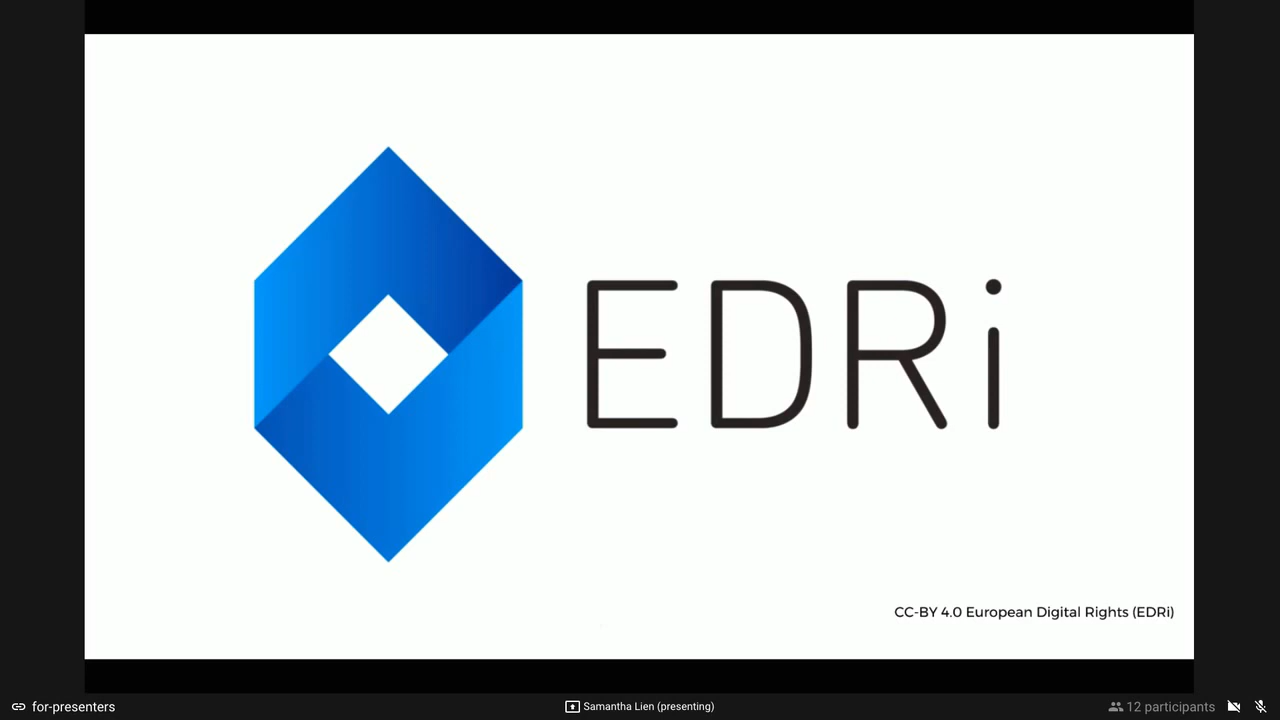 EDRi
CC-BY 4.0 European Digital Rights (EDRi)
for-presenters
Samantha Lien (presenting)
12 participants